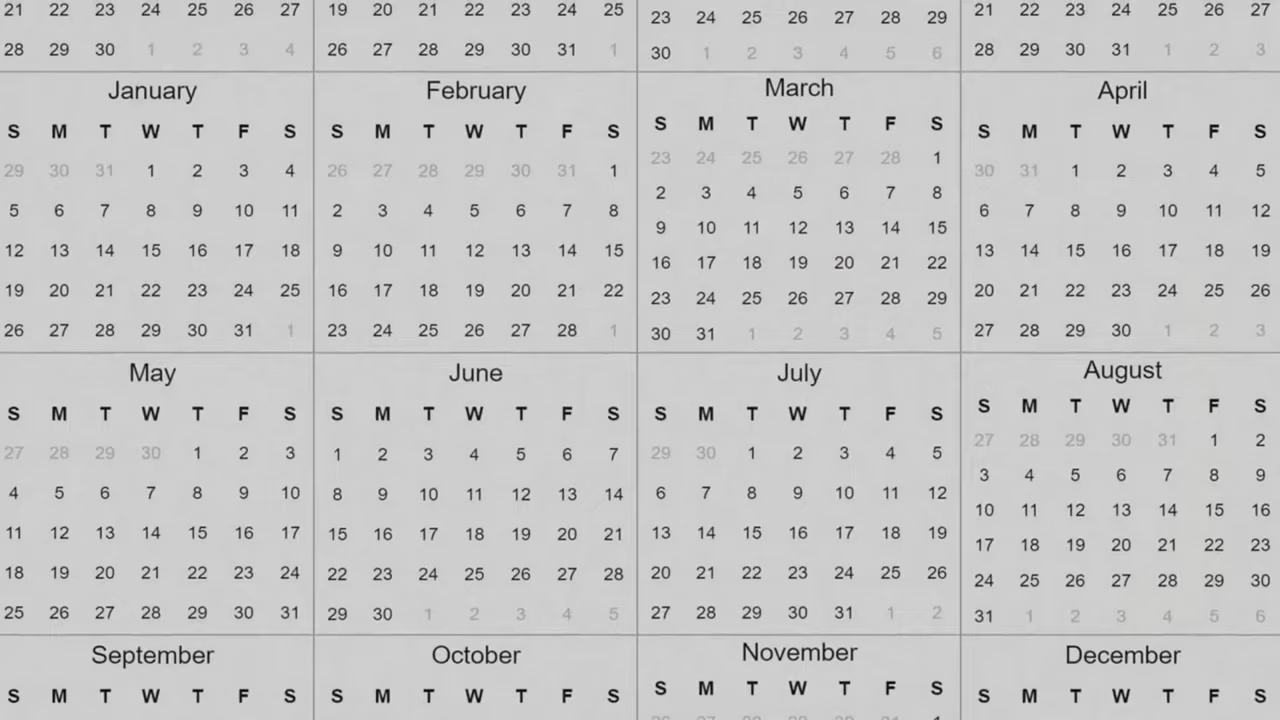 21 22 23 24 25 26 27 19 20 21 22 23 24 25 23 24 25 26 27 28 29 21 22 23 24 25 26 27
28 29 30 1 2 3 4 26 27 28 29 30 31 1 30 1 2 3 4 5 6 28 29 30 31 1 2 3
January February March April
S M T W T F S S M T W T F S S M T W T F S S M T W T F S
29 30 31 1 2 3 4 26 27 28 29 30 31 1 23 24 25 26 27 28 1 30 31 1 2 3 4 5
5 6 7 8 9 10 11 2 3 4 5 6 7 8 2 3 4 5 6 7 8 6 7 8 9 10 11 12
12 13 14 15 16 17 18 9 10 11 12 13 14 15 9 10 11 12 13 14 15 13 14 15 16 17 18 19
19 20 21 22 23 24 25 16 17 18 19 20 21 22 16 17 18 19 20 21 22 20 21 22 23 24 25 26
26 27 28 29 30 31 1 23 24 25 26 27 28 1 23 24 25 26 27 28 29 27 28 29 30 1 2 3
30 31 1 2 3 4 5
May June July August
S M T W T F S S M T W T F S S M T W T F S S M T W T F S
27 28 29 30 1 2 3 1 2 3 4 5 6 7 29 30 1 2 3 4 5 27 28 29 30 31 1 2
4 5 6 7 8 9 10 8 9 10 11 12 13 14 6 7 8 9 10 11 12 3 4 5 6 7 8 9
11 12 13 14 15 16 17 15 16 17 18 19 20 21 13 14 15 16 17 18 19 10 11 12 13 14 15 16
18 19 20 21 22 23 24 22 23 24 25 26 27 28 20 21 22 23 24 25 26 17 18 19 20 21 22 23
25 26 27 28 29 30 31 29 30 1 2 3 4 5 27 28 29 30 31 1 2 24 25 26 27 28 29 30
31 1 2 3 4 5 6
September October November December
S M T W T F S S M T W T F S S M T W T F S S M T W T F S